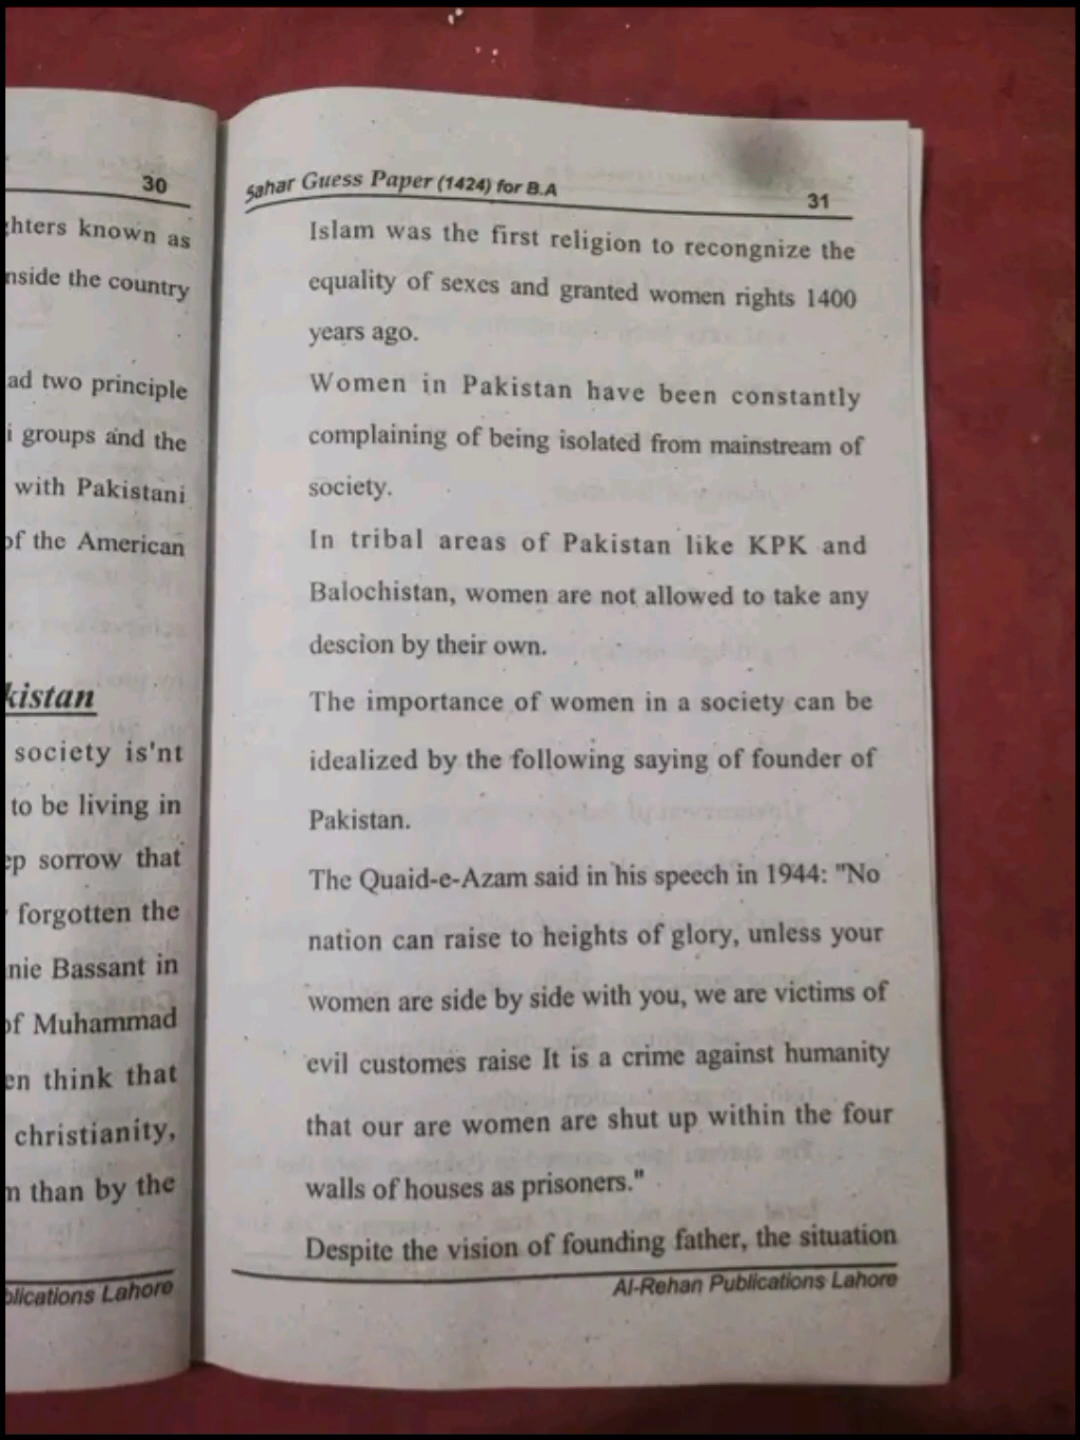 30
hters known as
nside the country
ad two principle
i groups and the
with Pakistani
of the American
kistan
society is'nt
to be living in
ep sorrow that
forgotten the
nie Bassant in
of Muhammad
en think that
christianity,
n than by the
blications Lahore
Sahar Guess Paper (1424) for B.A
31
Islam was the first religion to recongnize the
equality of sexes and granted women rights 1400
years ago.
Women in Pakistan have been constantly
complaining of being isolated from mainstream of
society.
In tribal areas of Pakistan like KPK and
Balochistan, women are not allowed to take any
descion by their own.
The importance of women in a society can be
idealized by the following saying of founder of
Pakistan.
The Quaid-e-Azam said in his speech in 1944: "No
nation can raise to heights of glory, unless your
women are side by side with you, we are victims of
evil customes raise It is a crime against humanity
that our are women are shut up within the four
walls of houses as prisoners."
Despite the vision of founding father, the situation
Al-Rehan Publications Lahore